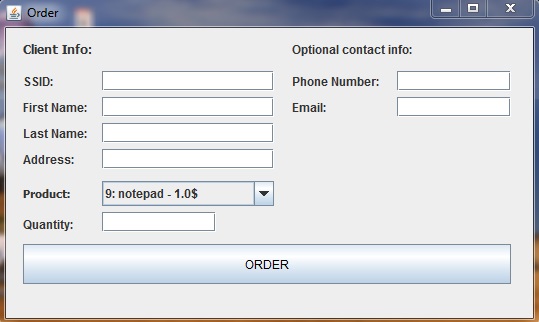 Order
Client Info:
Optional contact info:
SSID:
Phone Number:
First Name:
Email:
Last Name:
Address:
Product:
9: notepad - 1.0$
Quantity:
ORDER